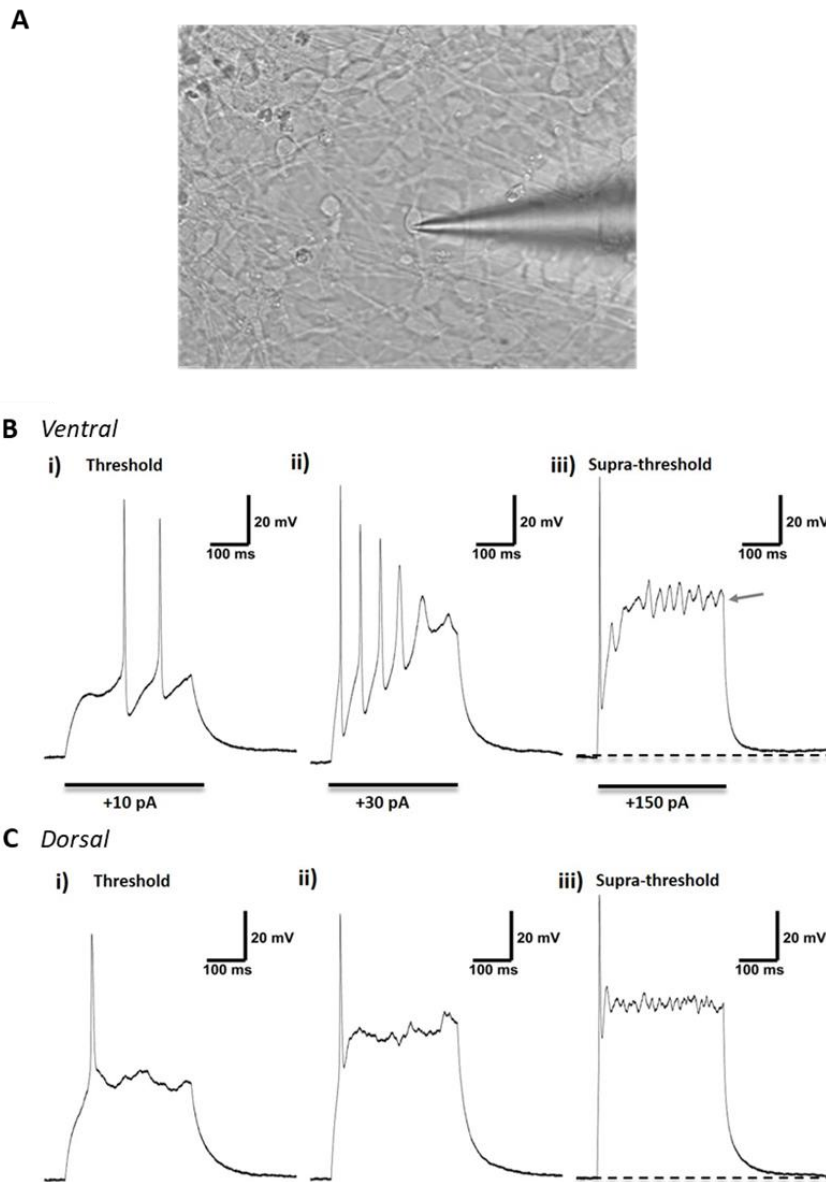 A
B Ventral
i) Threshold
20 mV
100 ms
+10 pA
ii)
20 mV
100 ms
+30 pA
iii) Supra-threshold
20 mV
100 ms
+150 pA
C Dorsal
i) Threshold
20 mV
100 ms
ii)
20 mV
100 ms
iii) Supra-threshold
20 mV
100 ms